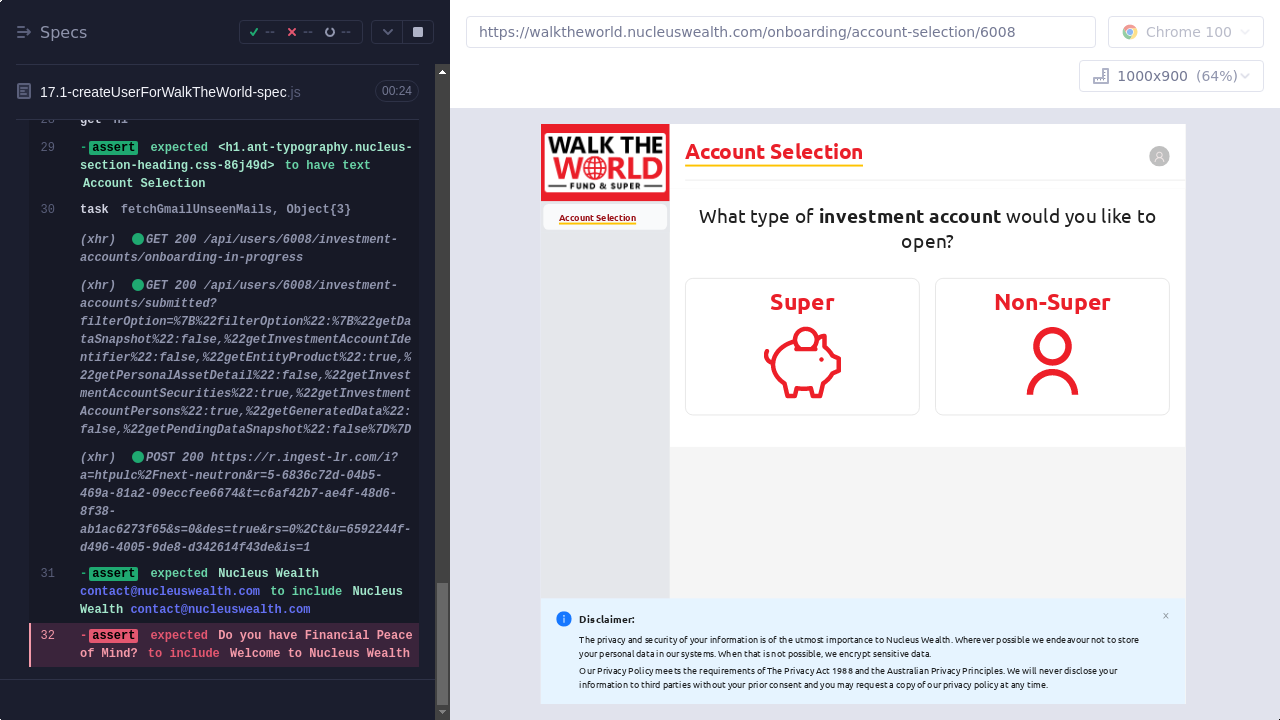 Specs
--
--
--
17.1-createUserForWalkTheWorld-spec.js
00:24
28 get h1
29 -assert expected <h1.ant-typography.nucleus-
section-heading.css-86j49d> to have text
Account Selection
30 task fetchGmailUnseenMails, Object{3}
(xhr) GET 200 /api/users/6008/investment-
accounts/onboarding-in-progress
(xhr) GET 200 /api/users/6008/investment-
accounts/submitted?
filterOption=%7B%22filterOption%22:%7B%22getDa
taSnapshot%22:false,%22getInvestmentAccountIde
ntifier%22:false,%22getEntityProduct%22:true,%
22getPersonalAssetDetail%22:false,%22getInvest
mentAccountSecurities%22:true,%22getInvestment
AccountPersons%22:true,%22getGeneratedData%22:
false,%22getPendingDataSnapshot%22:false%7D%7D
(xhr) POST 200 https://r.ingest-lr.com/i?
a=htpulc%2Fnext-neutron&r=5-6836c72d-04b5-
469a-81a2-09eccfee6674&t=c6af42b7-ae4f-48d6-
8f38-
ab1ac6273f65&s=0&des=true&rs=0%2Ct&u=6592244f-
d496-4005-9de8-d342614f43de&is=1
31 -assert expected Nucleus Wealth
contact@nucleuswealth.com to include Nucleus
Wealth contact@nucleuswealth.com
32 -assert expected Do you have Financial Peace
of Mind? to include Welcome to Nucleus Wealth
https://walktheworld.nucleuswealth.com/onboarding/account-selection/6008
Chrome 100
1000x900 (64%)
WALK THE
WORLD
FUND & SUPER
Account Selection
Account Selection
What type of investment account would you like to
open?
Super
Non-Super
Disclaimer:
The privacy and security of your information is of the utmost importance to Nucleus Wealth. Wherever possible we endeavour not to store
your personal data in our systems. When that is not possible, we encrypt sensitive data.
Our Privacy Policy meets the requirements of The Privacy Act 1988 and the Australian Privacy Principles. We will never disclose your
information to third parties without your prior consent and you may request a copy of our privacy policy at any time.